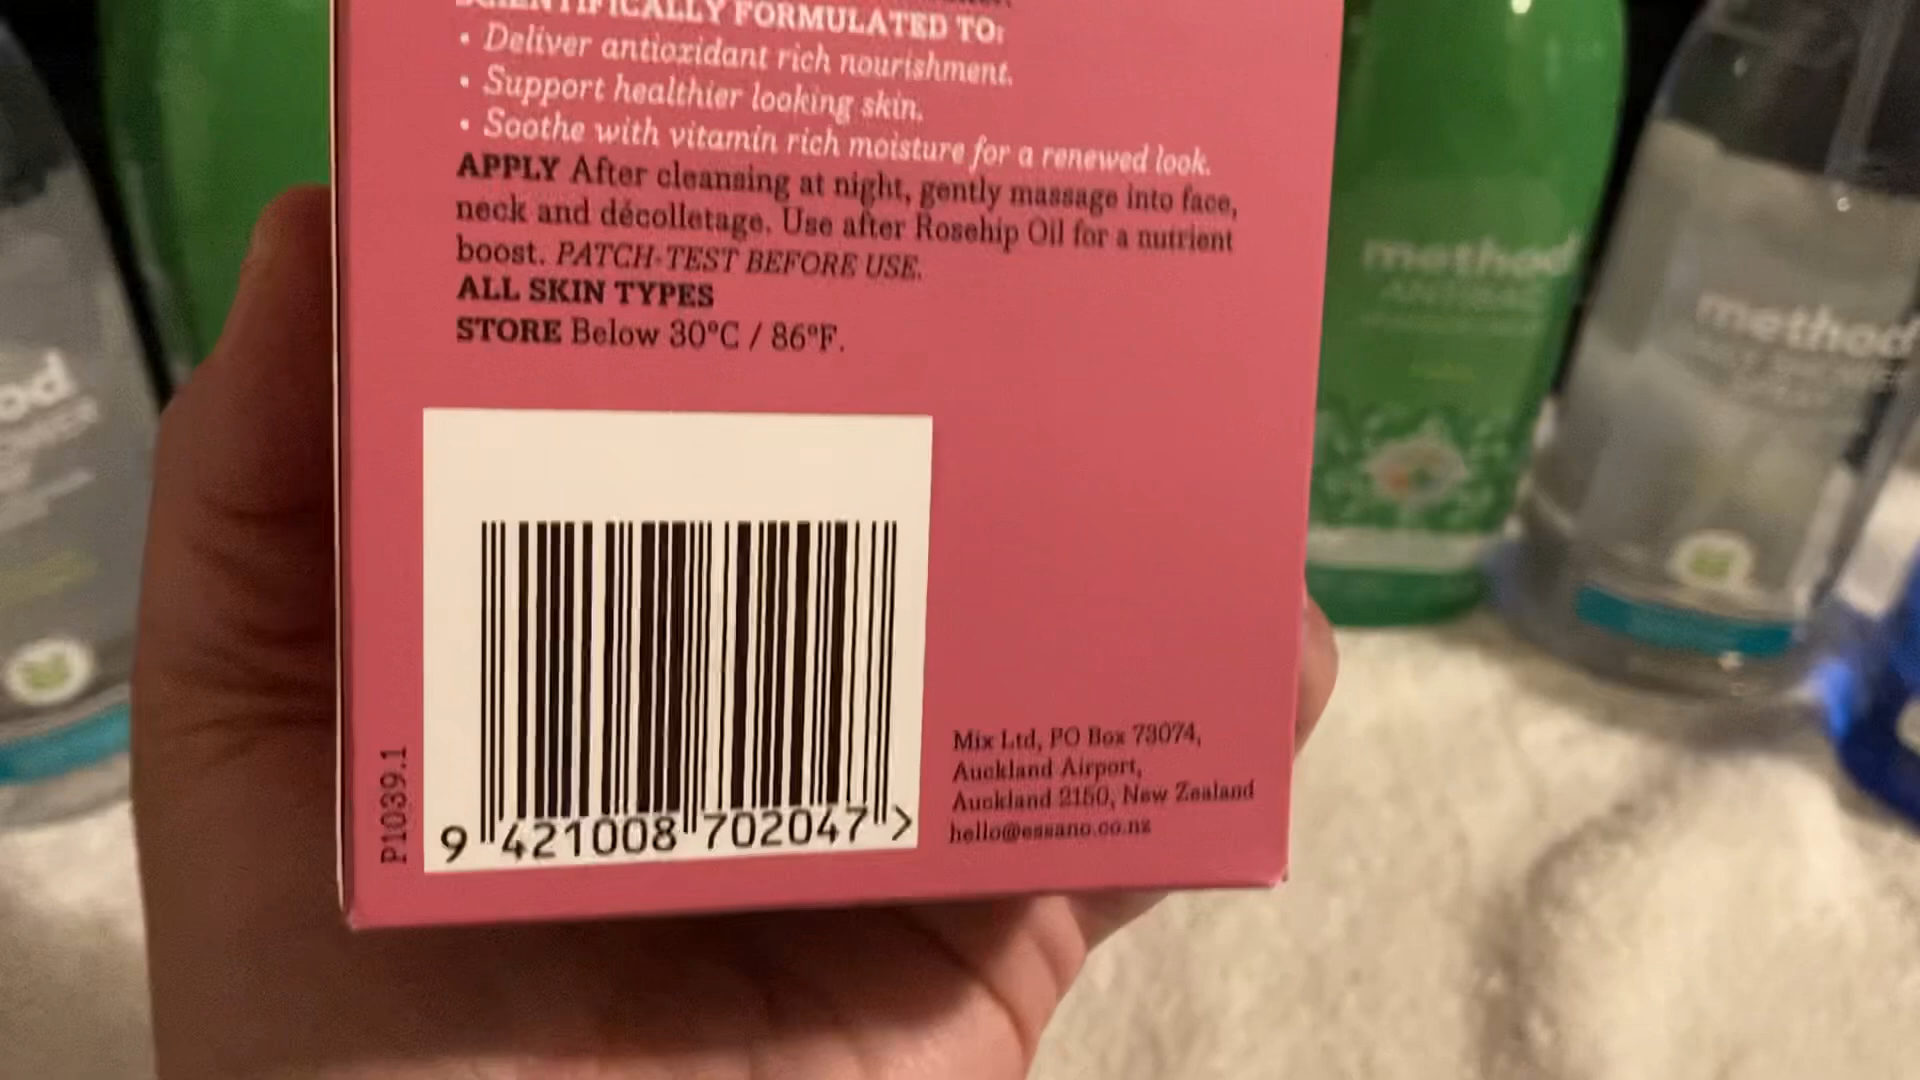 SCIENTIFICALLY FORMULATED TO:
• Deliver antioxidant rich nourishment.
• Support healthier looking skin.
• Soothe with vitamin rich moisture for a renewed look.
APPLY After cleansing at night, gently massage into face,
neck and décolletage. Use after Rosehip Oil for a nutrient
boost. PATCH-TEST BEFORE USE.
ALL SKIN TYPES
STORE Below 30°C / 86°F.
P1039.1
9 421008 702047 >
Mix Ltd, PO Box 73074,
Auckland Airport,
Auckland 2150, New Zealand
hello@essano.co.nz
method
ANTIBAC
method
od